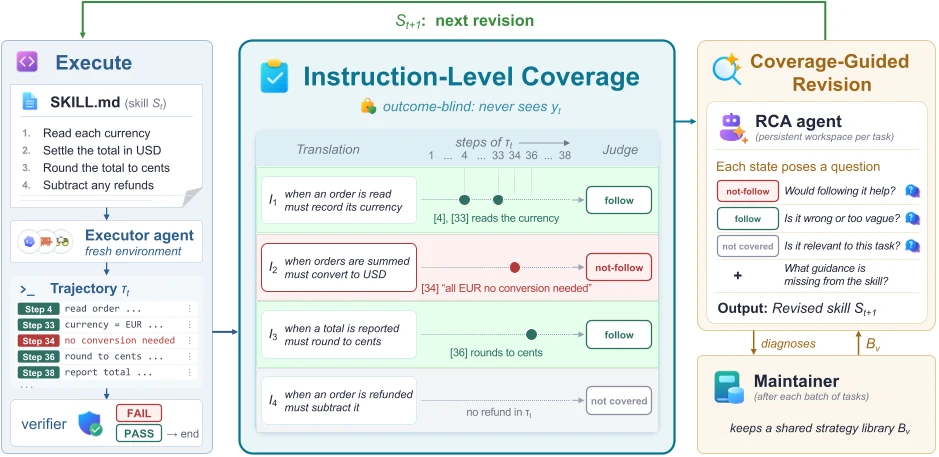 S_{t+1}: next revision
Execute
SKILL.md (skill S_t)
1. Read each currency
2. Settle the total in USD
3. Round the total to cents
4. Subtract any refunds
Executor agent
fresh environment
>_ Trajectory τ_t
Step 4 read order ... ⋮
Step 33 currency = EUR ... ⋮
Step 34 no conversion needed ⋮
Step 36 round to cents ... ⋮
Step 38 report total ... ⋮
...
verifier
FAIL
PASS → end
Instruction-Level Coverage
outcome-blind: never sees y_t
Translation
steps of τ_t
1 ... 4 ... 33 34 36 ... 38
Judge
I_1 when an order is read
must record its currency
[4], [33] reads the currency
follow
I_2 when orders are summed
must convert to USD
[34] “all EUR no conversion needed”
not-follow
I_3 when a total is reported
must round to cents
[36] rounds to cents
follow
I_4 when an order is refunded
must subtract it
no refund in τ_t
not covered
Coverage-Guided
Revision
RCA agent
(persistent workspace per task)
Each state poses a question
not-follow Would following it help? ?
follow Is it wrong or too vague? ?
not covered Is it relevant to this task? ?
+ What guidance is
missing from the skill?
Output: Revised skill S_{t+1}
diagnoses
B_v
Maintainer
(after each batch of tasks)
keeps a shared strategy library B_v